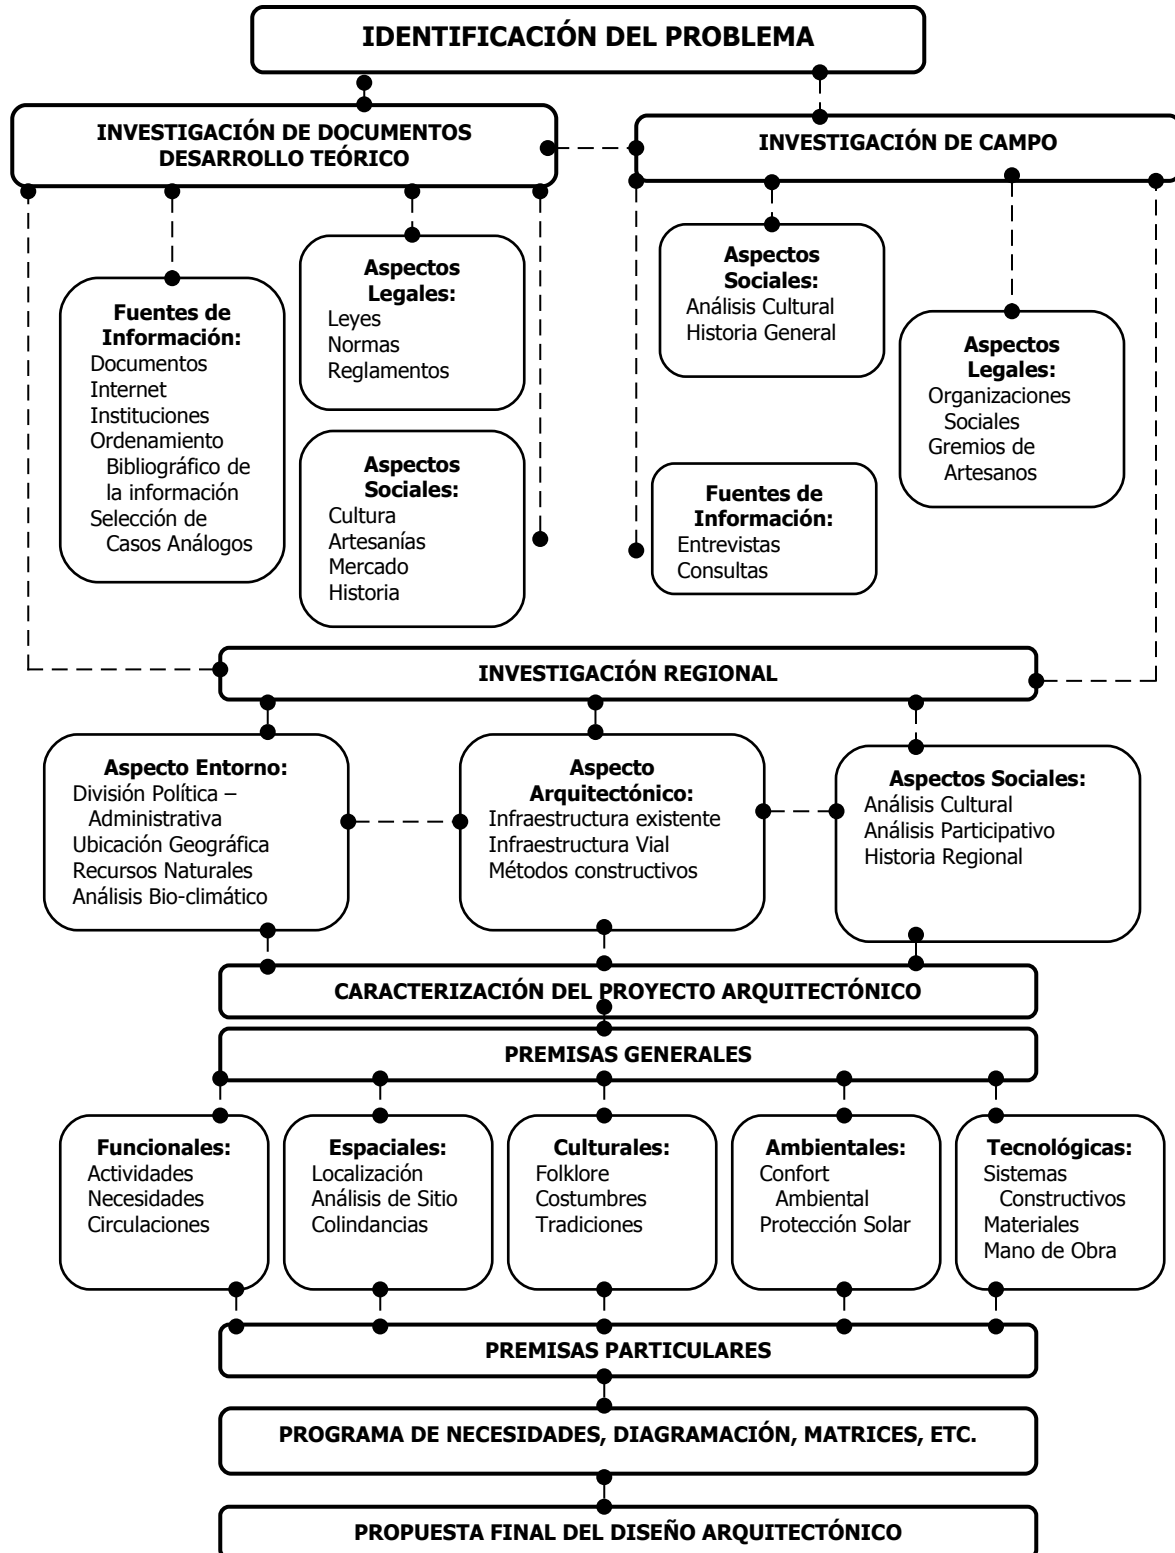 IDENTIFICACIÓN DEL PROBLEMA
INVESTIGACIÓN DE DOCUMENTOS
DESARROLLO TEÓRICO
INVESTIGACIÓN DE CAMPO
Fuentes de
Información:
Documentos
Internet
Instituciones
Ordenamiento
Bibliográfico de
la información
Selección de
Casos Análogos
Aspectos
Legales:
Leyes
Normas
Reglamentos
Aspectos
Sociales:
Cultura
Artesanías
Mercado
Historia
Aspectos
Sociales:
Análisis Cultural
Historia General
Fuentes de
Información:
Entrevistas
Consultas
Aspectos
Legales:
Organizaciones
Sociales
Gremios de
Artesanos
INVESTIGACIÓN REGIONAL
Aspecto Entorno:
División Política –
Administrativa
Ubicación Geográfica
Recursos Naturales
Análisis Bio-climático
Aspecto
Arquitectónico:
Infraestructura existente
Infraestructura Vial
Métodos constructivos
Aspectos Sociales:
Análisis Cultural
Análisis Participativo
Historia Regional
CARACTERIZACIÓN DEL PROYECTO ARQUITECTÓNICO
PREMISAS GENERALES
Funcionales:
Actividades
Necesidades
Circulaciones
Espaciales:
Localización
Análisis de Sitio
Colindancias
Culturales:
Folklore
Costumbres
Tradiciones
Ambientales:
Confort
Ambiental
Protección Solar
Tecnológicas:
Sistemas
Constructivos
Materiales
Mano de Obra
PREMISAS PARTICULARES
PROGRAMA DE NECESIDADES, DIAGRAMACIÓN, MATRICES, ETC.
PROPUESTA FINAL DEL DISEÑO ARQUITECTÓNICO